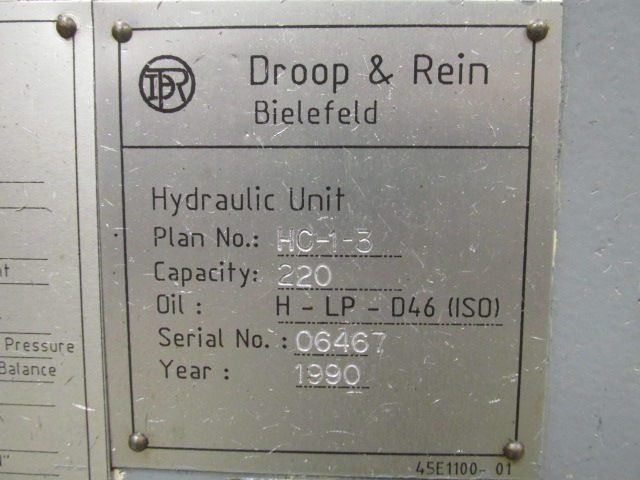 DR
Droop & Rein
Bielefeld
Hydraulic Unit
Plan No.: HC-1-3
Capacity: 220
Oil : H - LP - D46 (ISO)
Serial No. : 06467
Year : 1990
45E1100- 01
Pressure
Balance